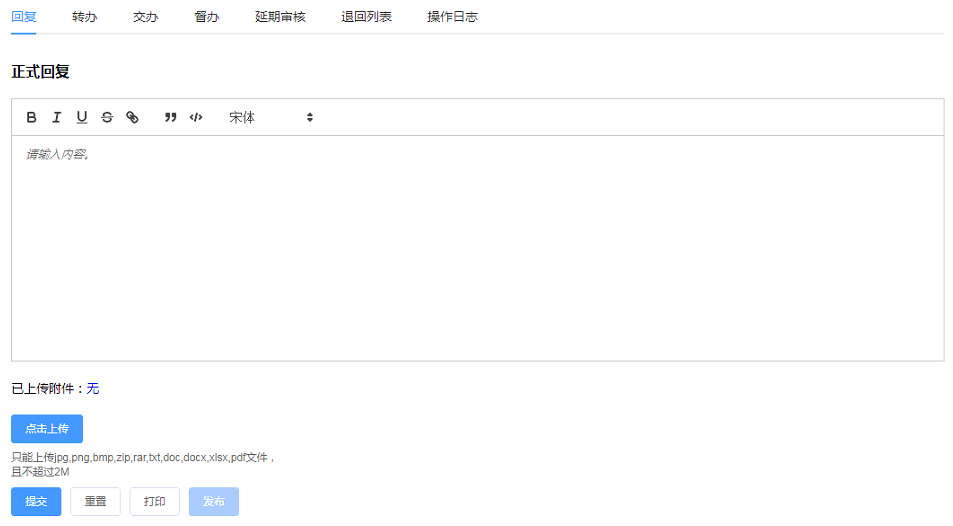 回复 转办 交办 督办 延期审核 退回列表 操作日志
正式回复
B I U S 宋体
请输入内容。
已上传附件：无
点击上传
只能上传jpg,png,bmp,zip,rar,txt,doc,docx,xlsx,pdf文件，
且不超过2M
提交 重置 打印 发布